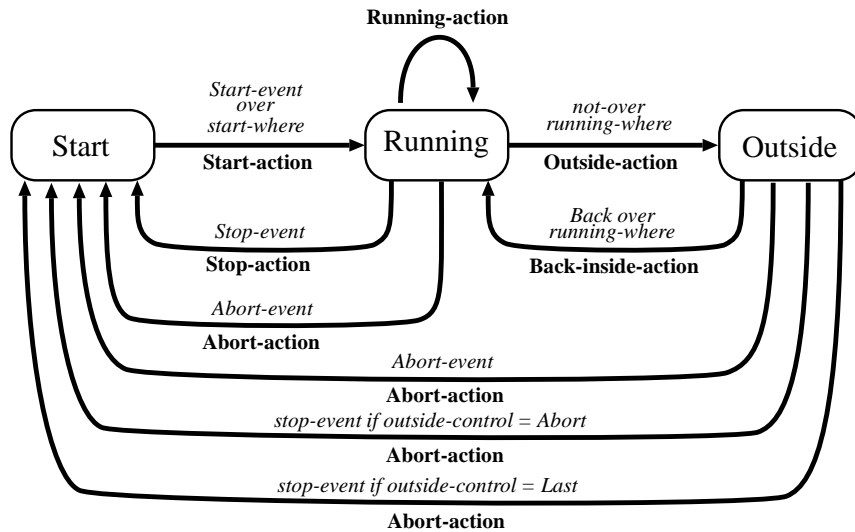 Running-action
Start-event
over
start-where
not-over
running-where
Start
Running
Outside
Start-action
Outside-action
Stop-event
Back over
running-where
Stop-action
Back-inside-action
Abort-event
Abort-action
Abort-event
Abort-action
stop-event if outside-control = Abort
Abort-action
stop-event if outside-control = Last
Abort-action